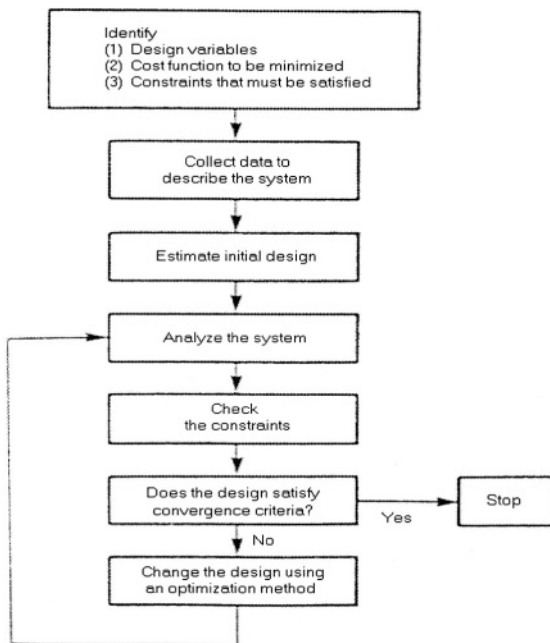 Identify
(1) Design variables
(2) Cost function to be minimized
(3) Constraints that must be satisfied
Collect data to
describe the system
Estimate initial design
Analyze the system
Check
the constraints
Does the design satisfy
convergence criteria?
Stop
Yes
No
Change the design using
an optimization method